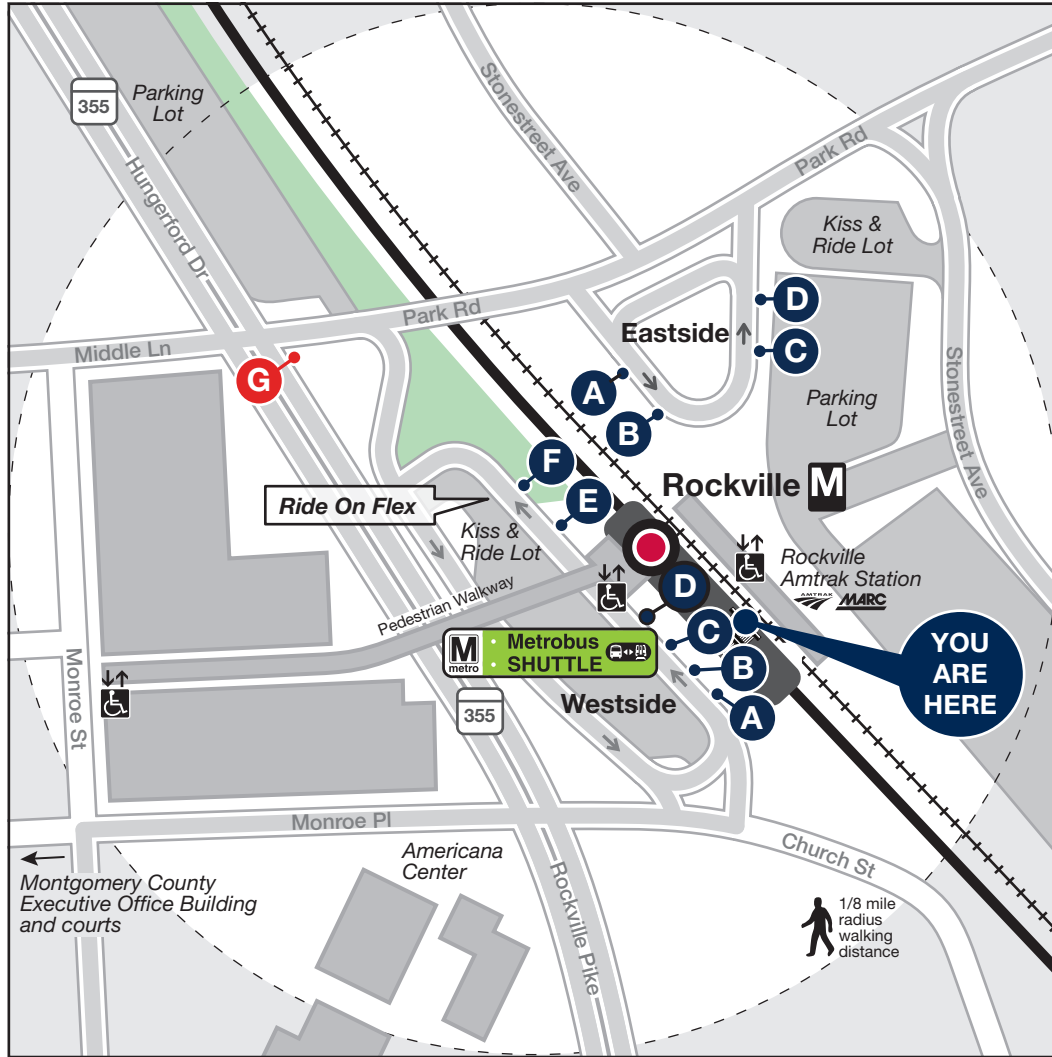 355
Parking
Lot
Hungerford Dr
Stonestreet Ave
Park Rd
Kiss &
Ride Lot
Middle Ln
Park Rd
Eastside
D
C
G
A
B
Parking
Lot
Stonestreet Ave
F
E
Rockville M
Ride On Flex
Kiss &
Ride Lot
Rockville
Amtrak Station
AMTRAK MARC
Pedestrian Walkway
D
C
B
A
M
metro
• Metrobus
• SHUTTLE
YOU
ARE
HERE
Westside
355
Monroe St
Monroe Pl
Church St
Rockville Pike
Americana
Center
Montgomery County
Executive Office Building
and courts
1/8 mile
radius
walking
distance